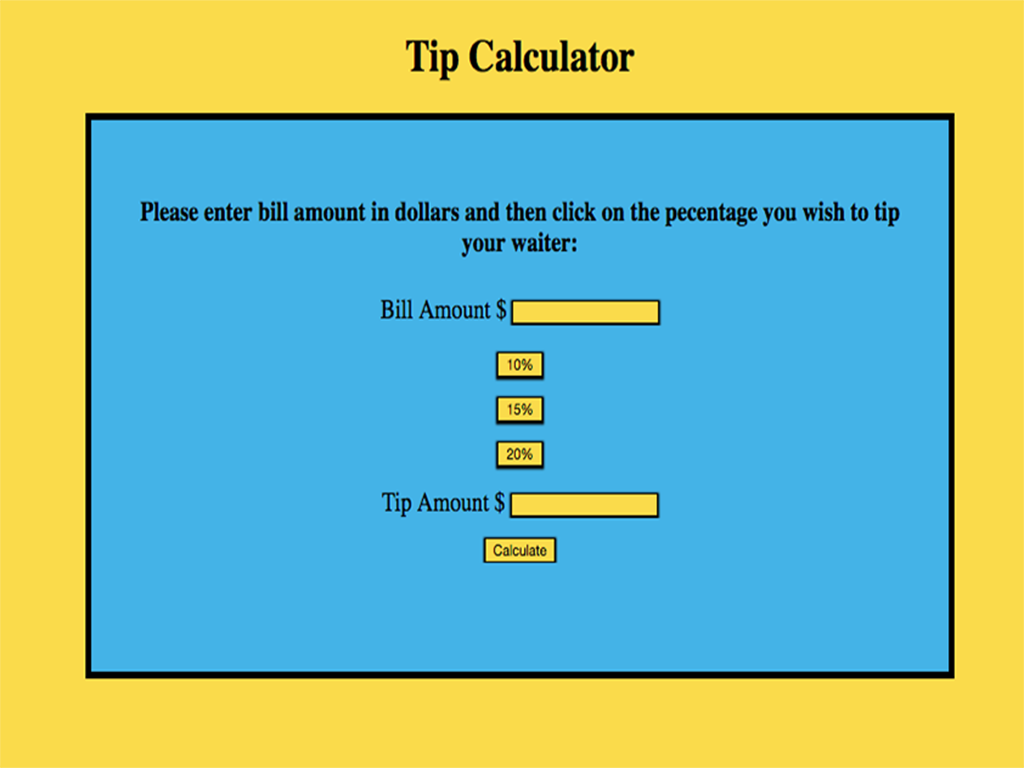 Tip Calculator
Please enter bill amount in dollars and then click on the pecentage you wish to tip
your waiter:
Bill Amount $
10%
15%
20%
Tip Amount $
Calculate